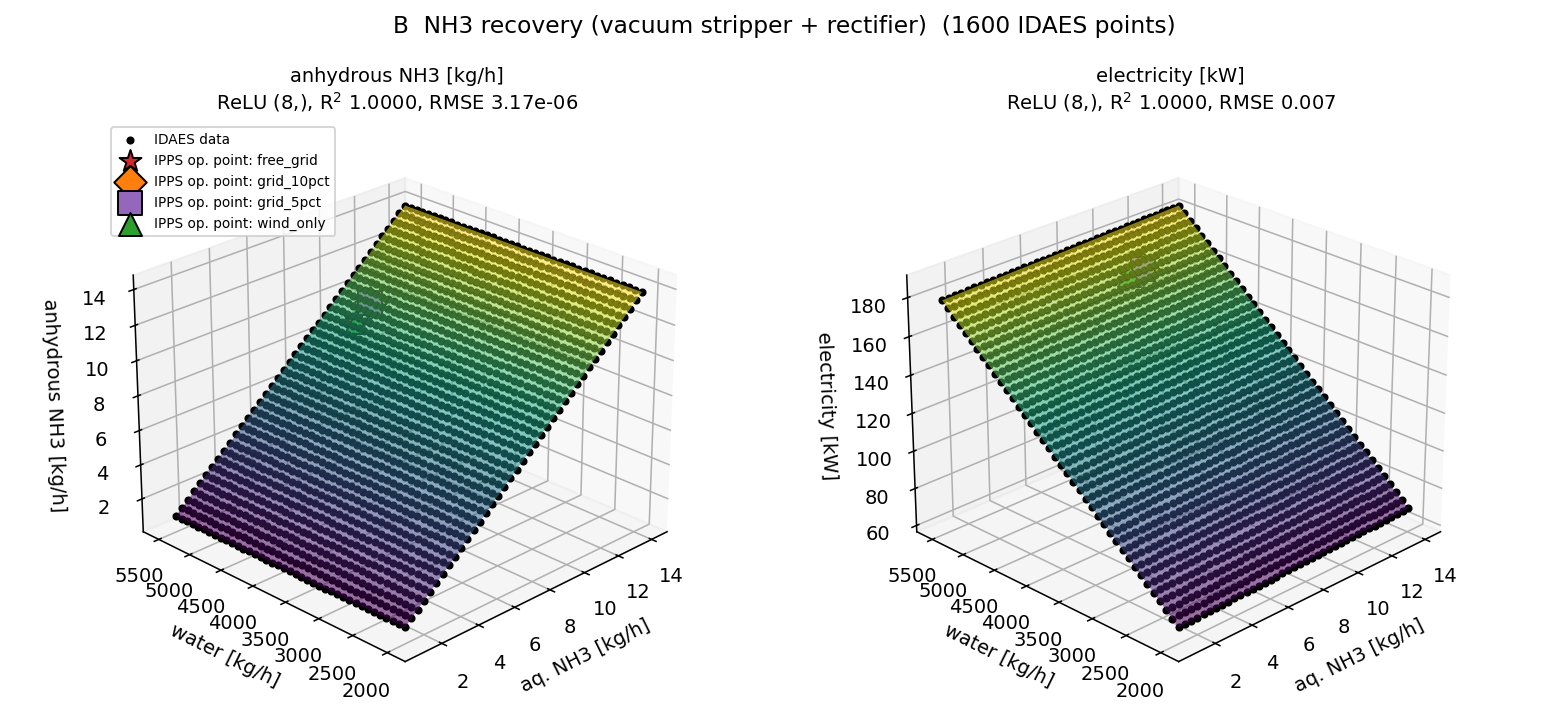 B  NH3 recovery (vacuum stripper + rectifier)  (1600 IDAES points)
anhydrous NH3 [kg/h]
ReLU (8,), R² 1.0000, RMSE 3.17e-06
IDAES data
IPPS op. point: free_grid
IPPS op. point: grid_10pct
IPPS op. point: grid_5pct
IPPS op. point: wind_only
14
12
10
8
6
4
2
anhydrous NH3 [kg/h]
5500
5000
4500
4000
3500
3000
2500
2000
water [kg/h]
2
4
6
8
10
12
14
aq. NH3 [kg/h]
electricity [kW]
ReLU (8,), R² 1.0000, RMSE 0.007
180
160
140
120
100
80
60
electricity [kW]
5500
5000
4500
4000
3500
3000
2500
2000
water [kg/h]
2
4
6
8
10
12
14
aq. NH3 [kg/h]